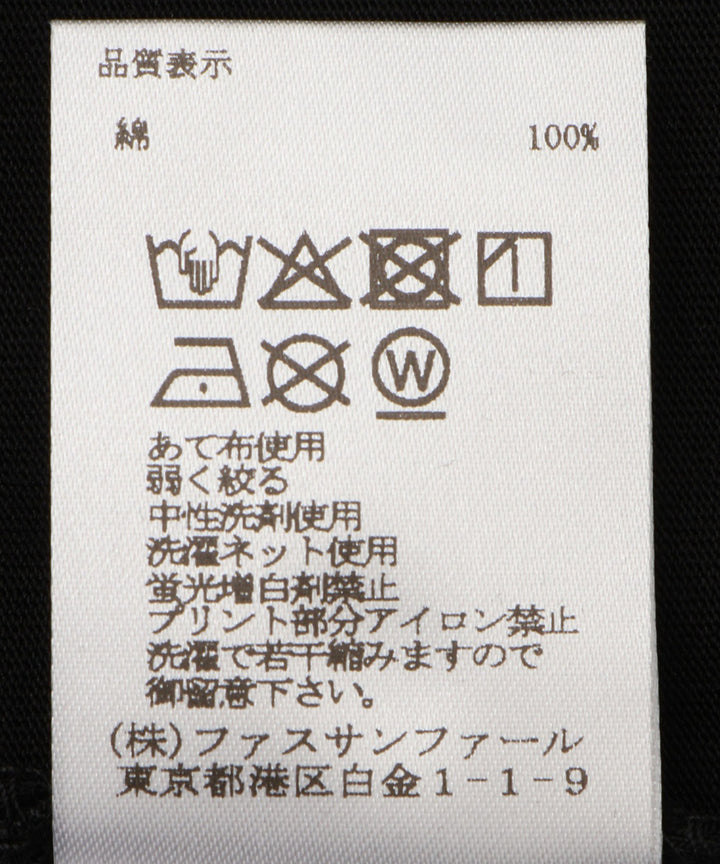 品質表示
綿 100%
W
あて布使用
弱く絞る
中性洗剤使用
洗濯ネット使用
蛍光増白剤禁止
プリント部分アイロン禁止
洗濯で若干縮みますので
御留意下さい。
(株)ファスサンファール
東京都港区白金1-1-9